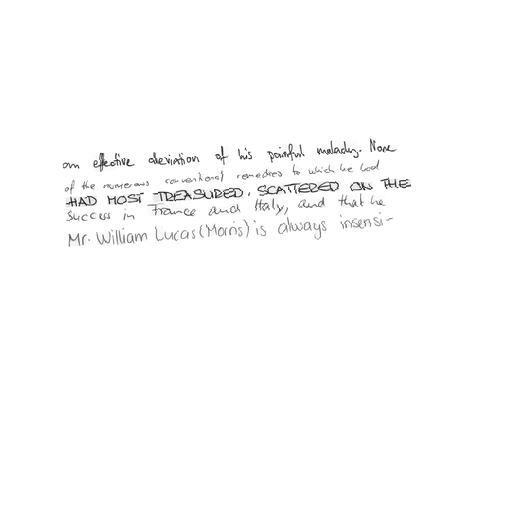 an effective aleviation of his painful malady. None
of the numerous conventional remedies to which he had
HAD MOST TREASURED, SCATTERED ON THE
success in France and Italy, and that he
Mr. William Lucas (Morris) is always insensi-